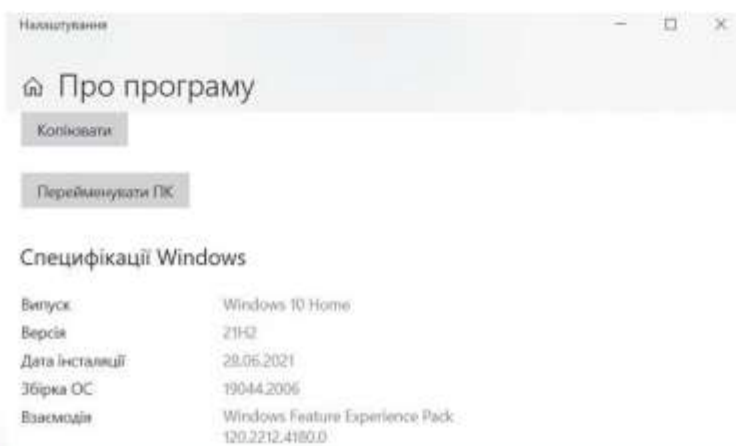 Налаштування
Про програму
Копіювати
Перейменувати ПК
Специфікації Windows
Випуск Windows 10 Home
Версія 21H2
Дата інсталяції 28.06.2021
Збірка ОС 19044.2006
Взаємодія Windows Feature Experience Pack
120.2212.4180.0